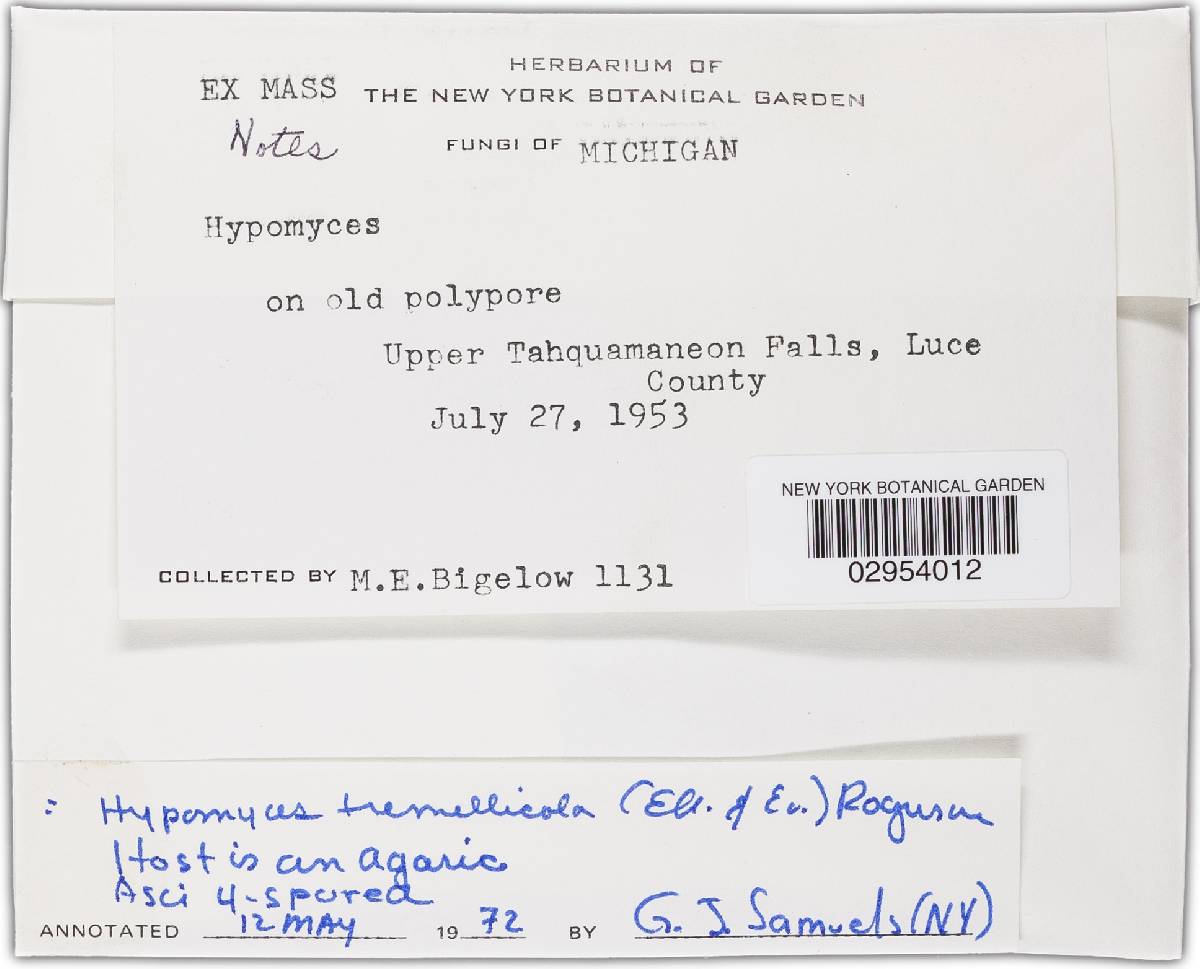 HERBARIUM OF
EX MASS THE NEW YORK BOTANICAL GARDEN
Notes FUNGI OF MICHIGAN
Hypomyces
on old polypore
Upper Tahquamaneon Falls, Luce
County
July 27, 1953
NEW YORK BOTANICAL GARDEN
02954012
COLLECTED BY M.E.Bigelow 1131
: Hypomyces tremellicola (Ell. & Ev.) Rogerson
Host is an agaric
Asci 4-spored
ANNOTATED 12 MAY 1972 BY G. J. Samuels (NY)